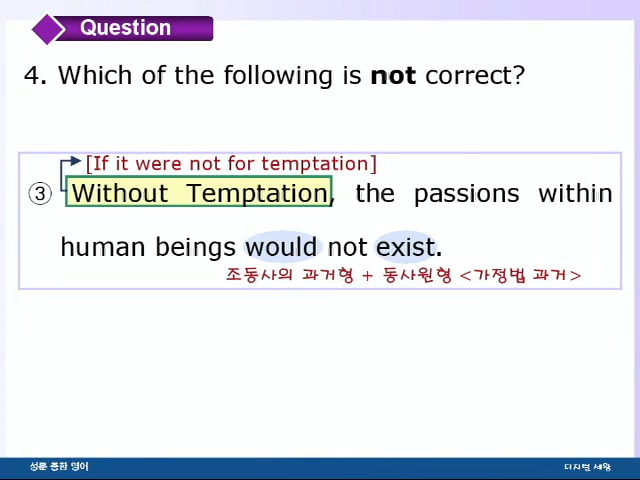 Question
4. Which of the following is not correct?
[If it were not for temptation]
③ Without Temptation, the passions within
human beings would not exist.
조동사의 과거형 + 동사원형 <가정법 과거>
성문 종합 영어
디지털 세왕